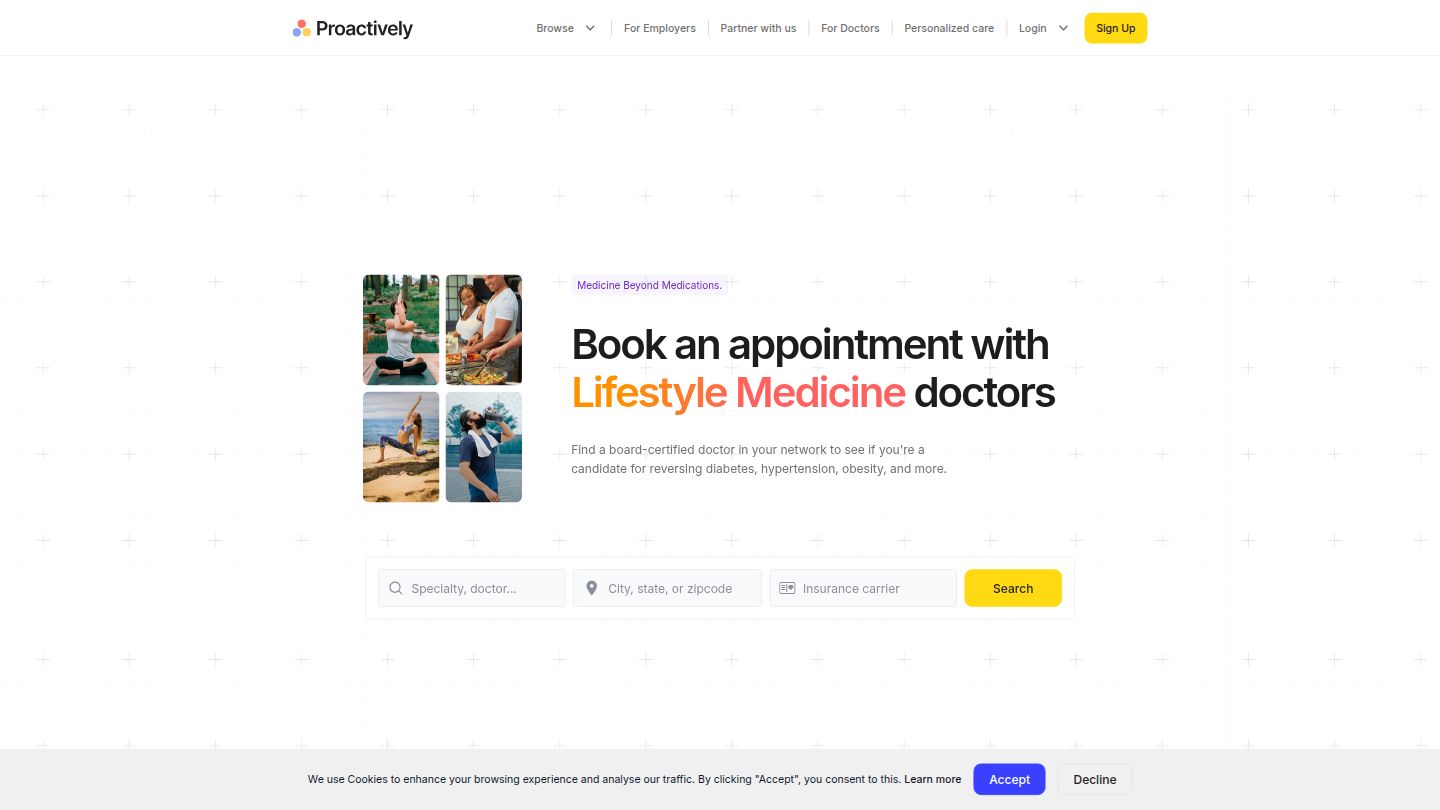 Proactively
Browse
For Employers
Partner with us
For Doctors
Personalized care
Login
Sign Up
Medicine Beyond Medications.
Book an appointment with
Lifestyle Medicine doctors
Find a board-certified doctor in your network to see if you're a
candidate for reversing diabetes, hypertension, obesity, and more.
Specialty, doctor...
City, state, or zipcode
Insurance carrier
Search
We use Cookies to enhance your browsing experience and analyse our traffic. By clicking "Accept", you consent to this. Learn more
Accept
Decline